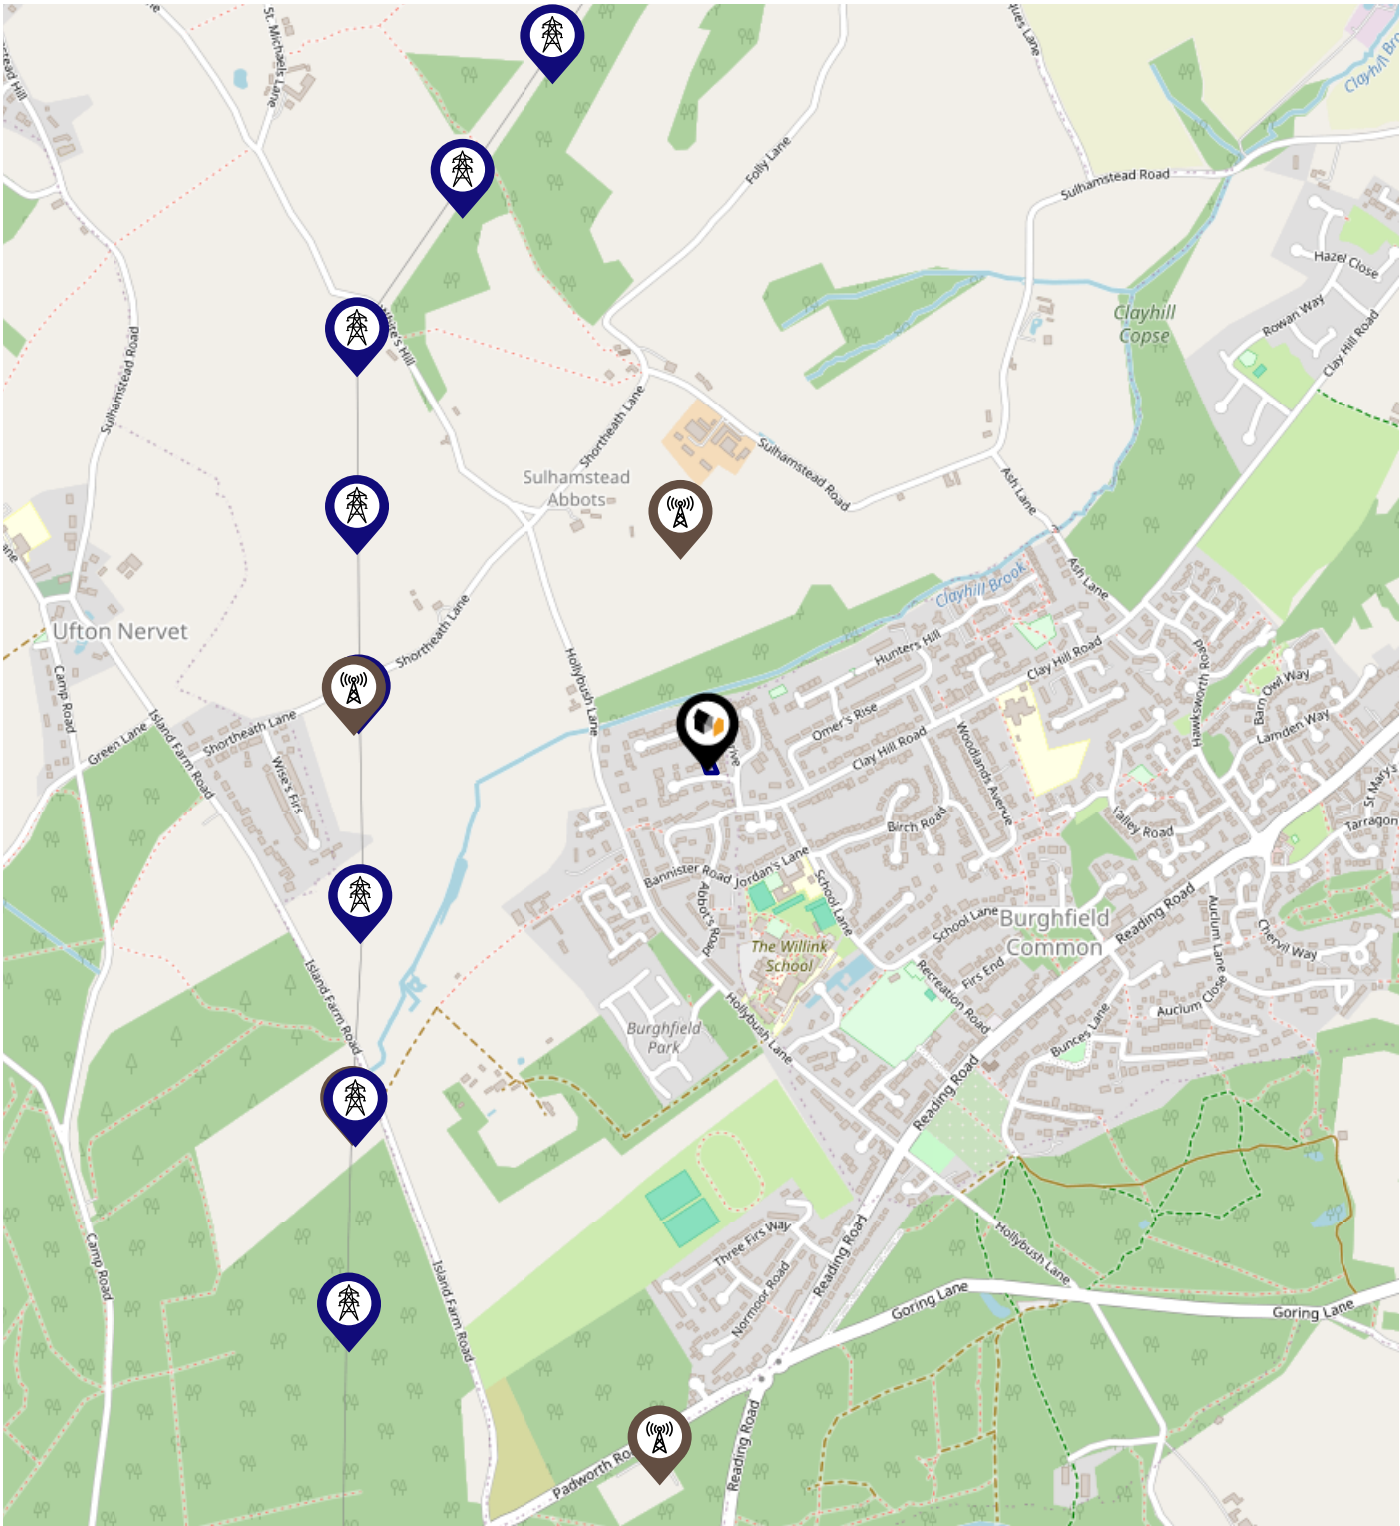 St. Michaels Lane
Folly Lane
Clayhill Bro
Sulhamstead Road
Hazel Close
Rowan Way
Clay Hill Road
Clayhill
Copse
White's Hill
Sulhamstead Road
Shortheath Lane
Sulhamstead Road
Sulhamstead
Abbots
Ash Lane
Ash Lane
Clayhill Brook
Ufton Nervet
Shortheath Lane
Hollybush Lane
Hunters Hill
Clay Hill Road
Hawksworth Road
Barn Owl Way
Lamden Way
Camp Road
Green Lane
Island Farm Road
Shortheath Lane
Wise's Firs
Omer's Rise
Clay Hill Road
Woodlands Avenue
St Mary's
Birch Road
Valley Road
Tarragon
Bannister Road
Jordan's Lane
School Lane
Abbot's Road
School Lane
Burghfield
Common
Reading Road
Auclum Lane
Chervil Way
The Willink
School
Firs End
Recreation Road
Auclum Close
Island Farm Road
Hollybush Lane
Burghfield
Park
Bunces Lane
Reading Road
Camp Road
Three Firs Way
Reading Road
Hollybush Lane
Island Farm Road
Normoor Road
Goring Lane
Goring Lane
Padworth Ro
Reading Road